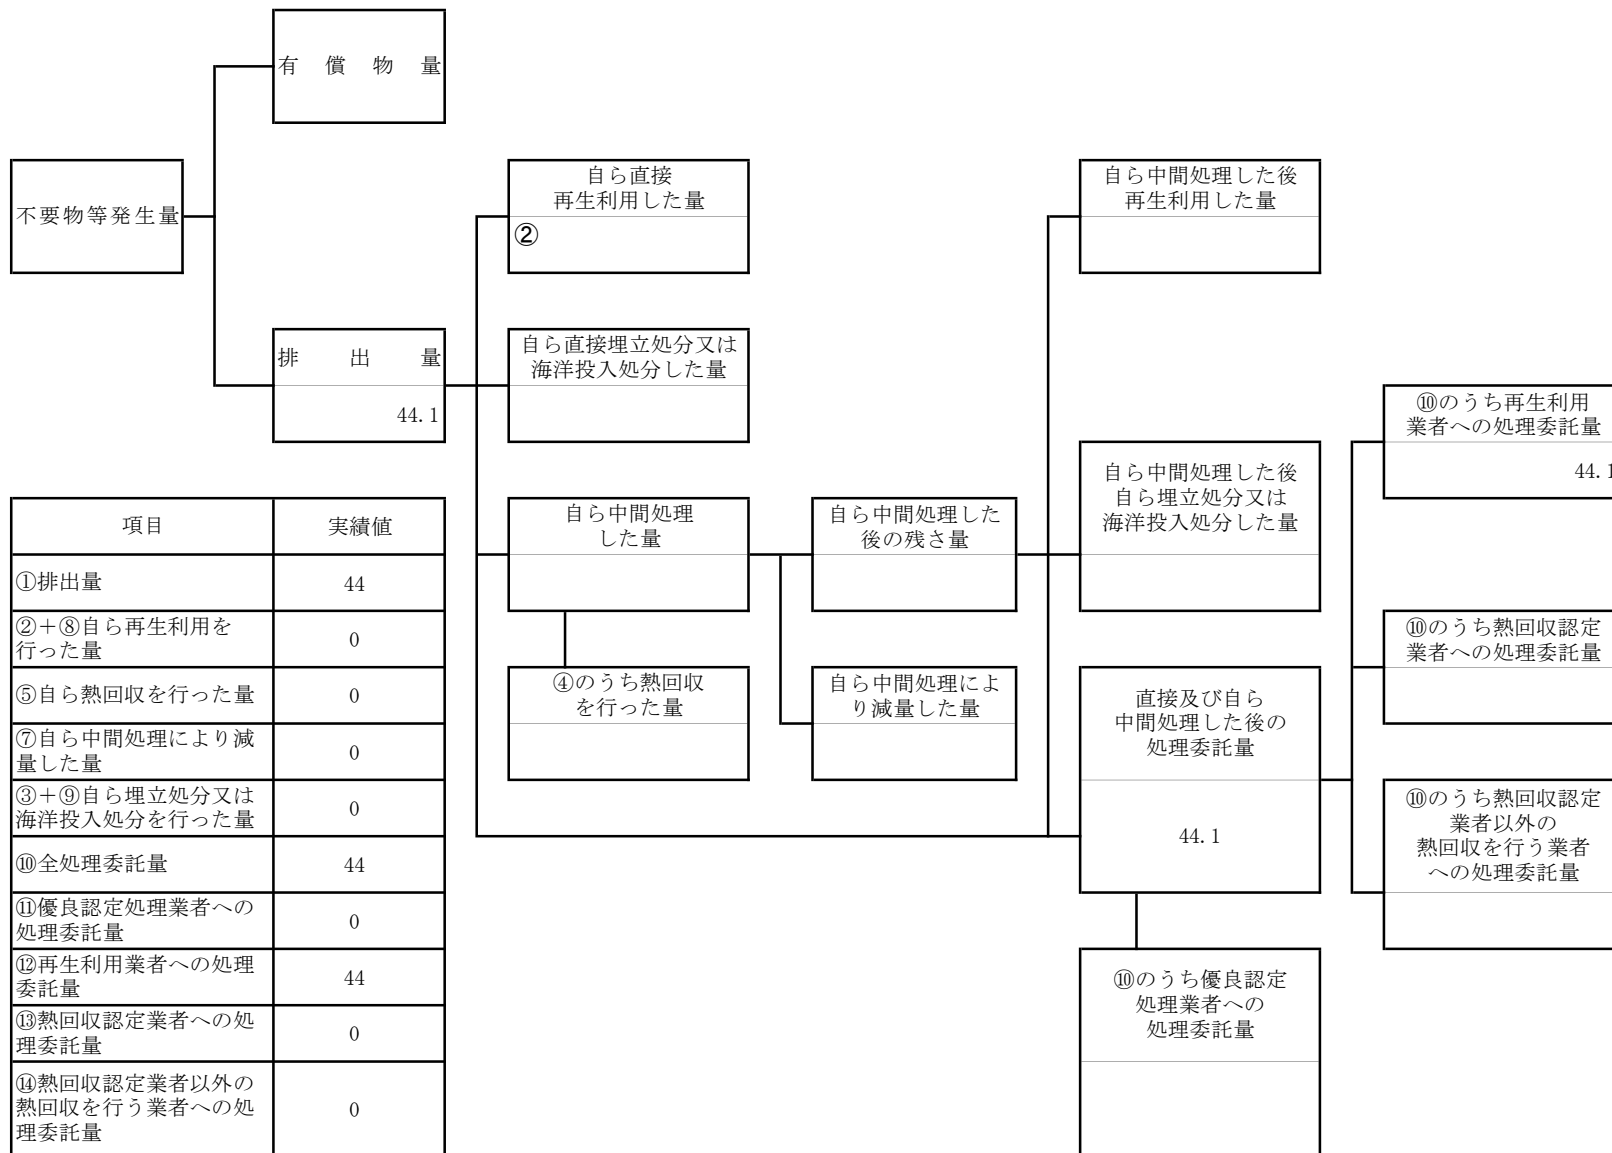 有償物量
不要物等発生量
自ら直接
再生利用した量
②
自ら中間処理した後
再生利用した量
排出量
44.1
自ら直接埋立処分又は
海洋投入処分した量
⑩のうち再生利用
業者への処理委託量
44.1
自ら中間処理
した量
自ら中間処理した
後の残さ量
自ら中間処理した後
自ら埋立処分又は
海洋投入処分した量
⑩のうち熱回収認定
業者への処理委託量
④のうち熱回収
を行った量
自ら中間処理によ
り減量した量
直接及び自ら
中間処理した後の
処理委託量
44.1
⑩のうち熱回収認定
業者以外の
熱回収を行う業者
への処理委託量
⑩のうち優良認定
処理業者への
処理委託量
項目 実績値
①排出量 44
②+⑧自ら再生利用を
行った量 0
⑤自ら熱回収を行った量 0
⑦自ら中間処理により減
量した量 0
③+⑨自ら埋立処分又は
海洋投入処分を行った量 0
⑩全処理委託量 44
⑪優良認定処理業者への
処理委託量 0
⑫再生利用業者への処理
委託量 44
⑬熱回収認定業者への処
理委託量 0
⑭熱回収認定業者以外の
熱回収を行う業者への処
理委託量 0